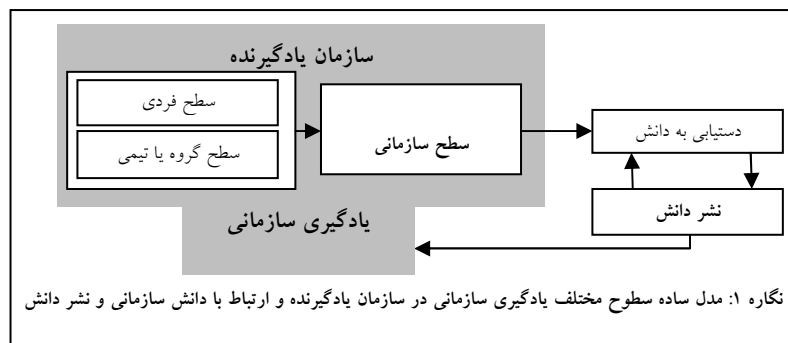 سازمان یادگیرنده
سطح فردی
سطح گروه یا تیمی
سطح سازمانی
دستیابی به دانش
نشر دانش
یادگیری سازمانی
نگاره ۱: مدل ساده سطوح مختلف یادگیری سازمانی در سازمان یادگیرنده و ارتباط با دانش سازمانی و نشر دانش